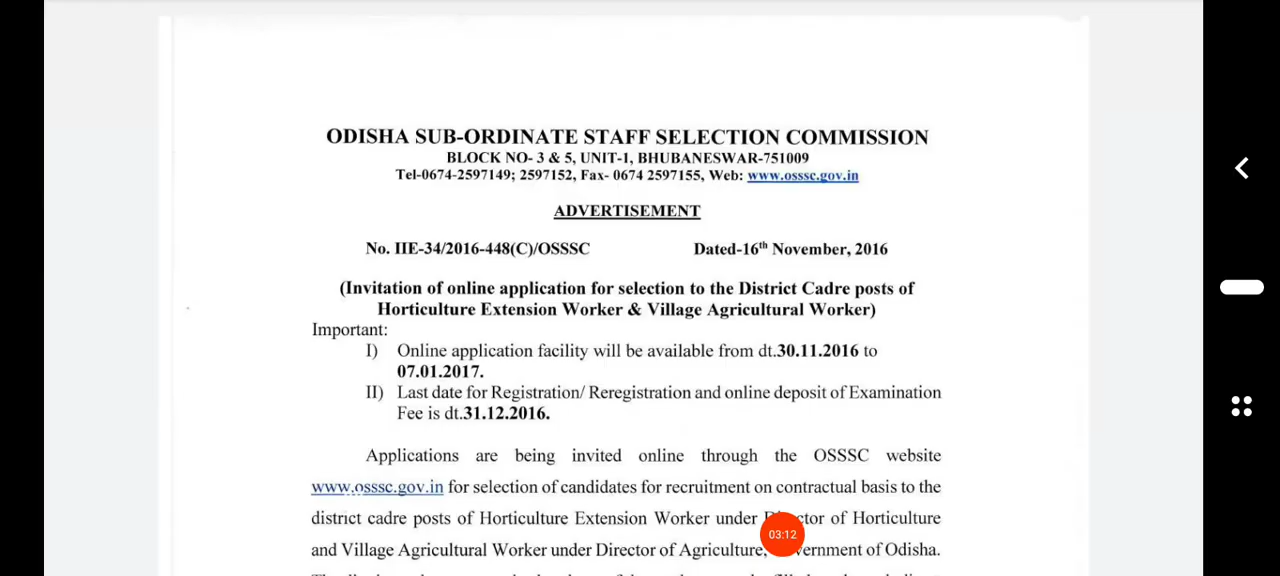 ODISHA SUB-ORDINATE STAFF SELECTION COMMISSION
BLOCK NO- 3 & 5, UNIT-1, BHUBANESWAR-751009
Tel-0674-2597149; 2597152, Fax- 0674 2597155, Web: www.osssc.gov.in
ADVERTISEMENT
No. IIE-34/2016-448(C)/OSSSC Dated-16th November, 2016
(Invitation of online application for selection to the District Cadre posts of
Horticulture Extension Worker & Village Agricultural Worker)
Important:
I) Online application facility will be available from dt.30.11.2016 to
07.01.2017.
II) Last date for Registration/ Reregistration and online deposit of Examination
Fee is dt.31.12.2016.
Applications are being invited online through the OSSSC website
www.osssc.gov.in for selection of candidates for recruitment on contractual basis to the
district cadre posts of Horticulture Extension Worker under of Horticulture
03:12
and Village Agricultural Worker under Director of Agriculture, of Odisha.